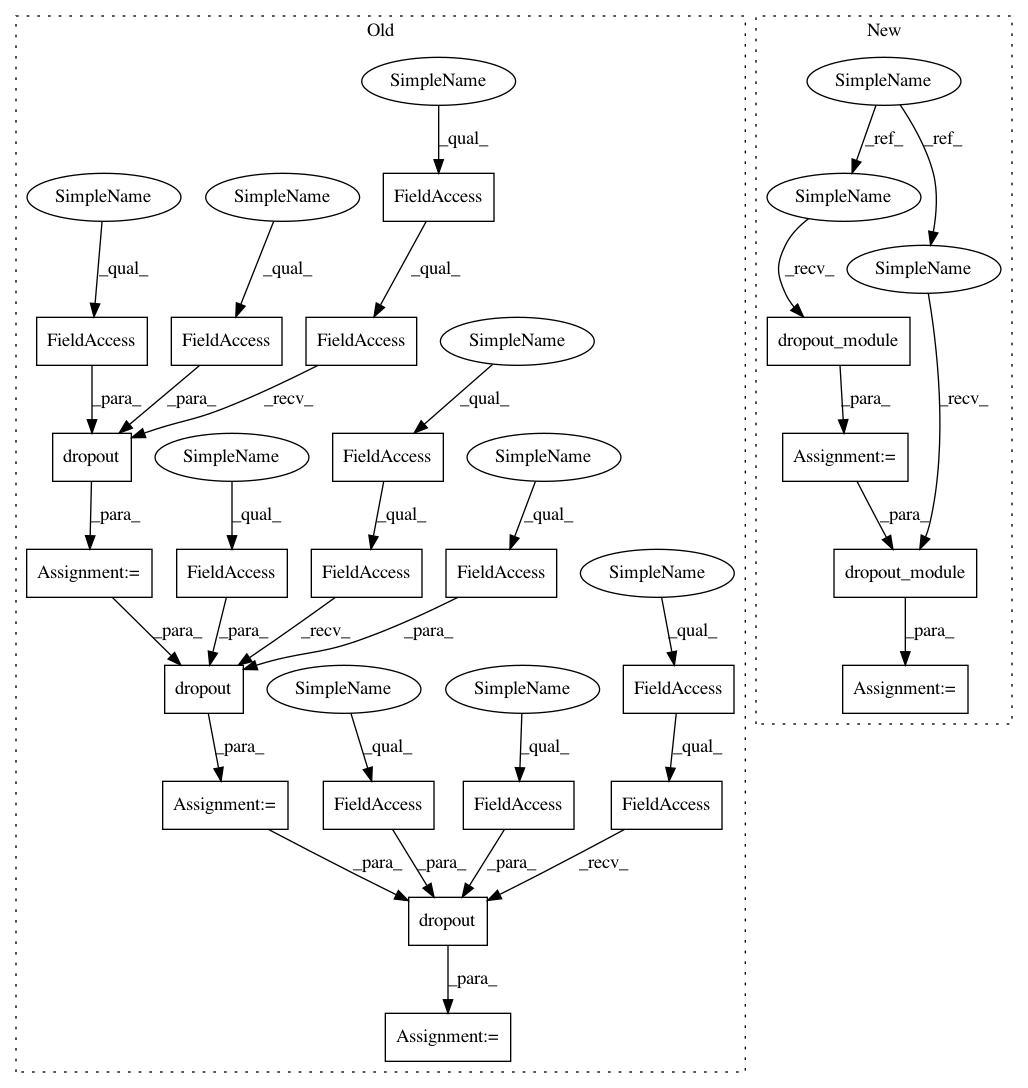 Old
New
SimpleName
SimpleName
_qual_
_ref_
_ref_
SimpleName
SimpleName
FieldAccess
SimpleName
_qual_
_qual_
_qual_
_recv_
SimpleName
FieldAccess
FieldAccess
FieldAccess
SimpleName
dropout_module
_para_
_para_
_recv_
_qual_
_para_
_recv_
dropout
SimpleName
FieldAccess
SimpleName
Assignment:=
_para_
_qual_
_qual_
_qual_
_para_
Assignment:=
FieldAccess
FieldAccess
FieldAccess
SimpleName
dropout_module
_para_
_para_
_recv_
_para_
_qual_
_para_
dropout
SimpleName
SimpleName
FieldAccess
Assignment:=
_para_
_qual_
_qual_
_qual_
Assignment:=
FieldAccess
FieldAccess
FieldAccess
_para_
_para_
_para_
_recv_
dropout
_para_
Assignment:=